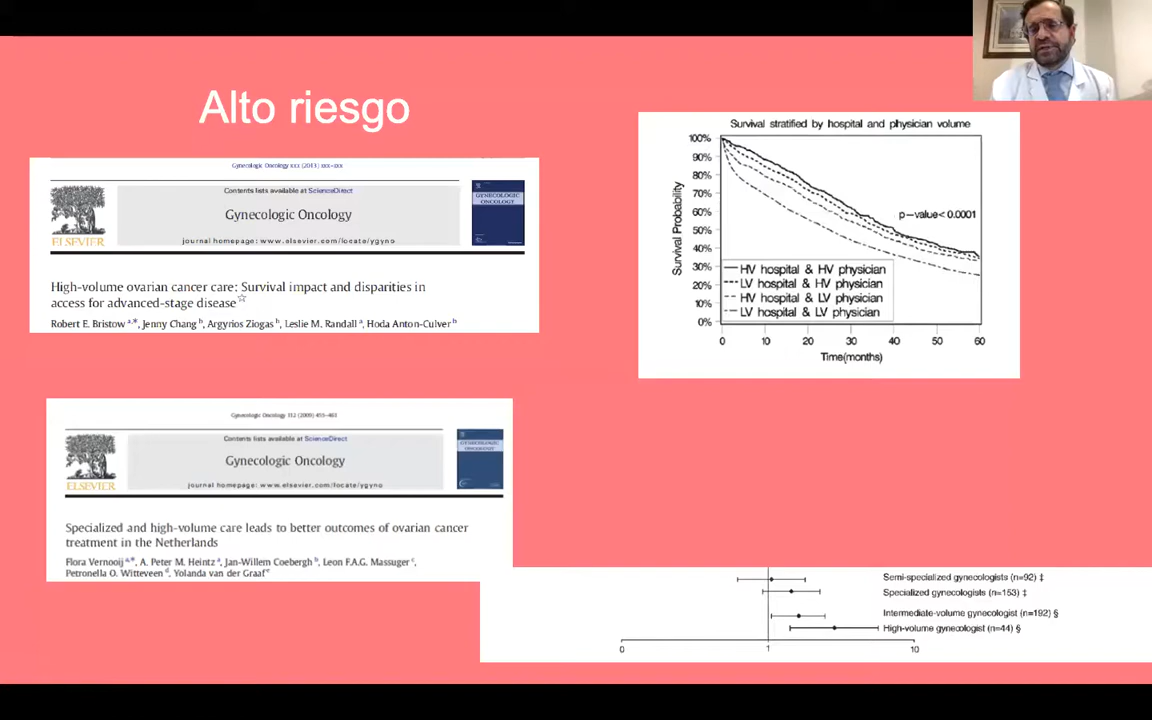 Alto riesgo
Gynecologic Oncology xxx (2013) xxx–xxx
Contents lists available at ScienceDirect
Gynecologic Oncology
journal homepage: www.elsevier.com/locate/ygyno
ELSEVIER
GYNECOLOGIC
ONCOLOGY
High-volume ovarian cancer care: Survival impact and disparities in
access for advanced-stage disease☆
Robert E. Bristow a,*, Jenny Chang b, Argyrios Ziogas b, Leslie M. Randall a, Hoda Anton-Culver b
Survival stratified by hospital and physician volume
100%
90%
80%
70%
60%
50%
40%
30%
20%
10%
0%
Survival Probability
p−value<0.0001
HV hospital & HV physician
LV hospital & HV physician
HV hospital & LV physician
LV hospital & LV physician
0 10 20 30 40 50 60
Time(months)
Gynecologic Oncology 112 (2009) 455–461
Contents lists available at ScienceDirect
Gynecologic Oncology
journal homepage: www.elsevier.com/locate/ygyno
ELSEVIER
GYNECOLOGIC
ONCOLOGY
Specialized and high-volume care leads to better outcomes of ovarian cancer
treatment in the Netherlands
Flora Vernooij a,*, A. Peter M. Heintz a, Jan-Willem Coebergh b, Leon F.A.G. Massuger c,
Petronella O. Witteveen d, Yolanda van der Graaf e
Semi-specialized gynecologists (n=92) ‡
Specialized gynecologists (n=153) ‡
Intermediate-volume gynecologist (n=192) §
High-volume gynecologist (n=44) §
0 1 10